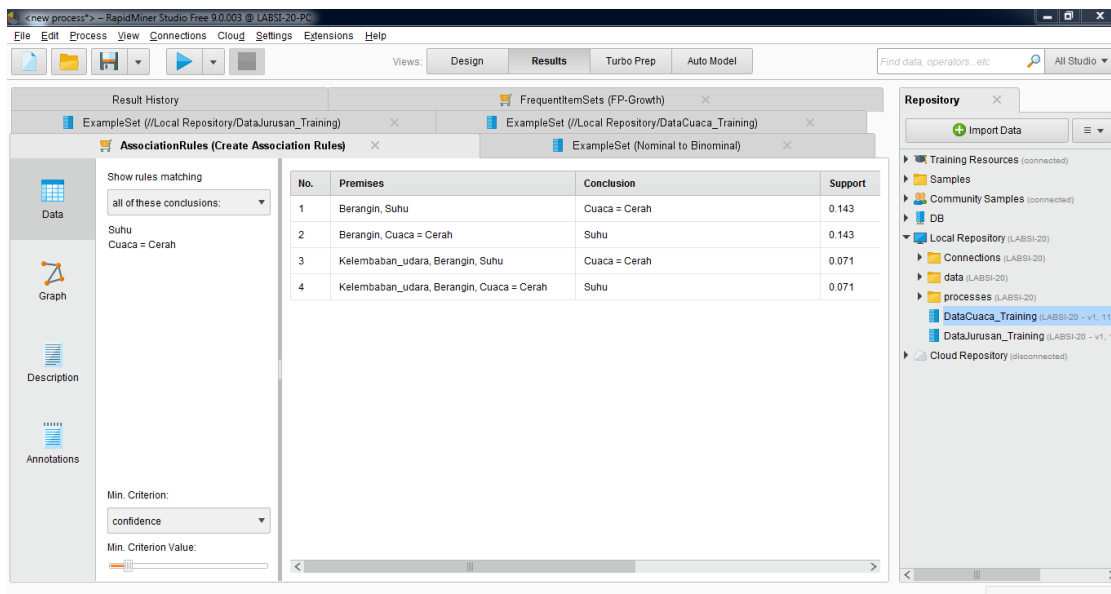 <new process*> – RapidMiner Studio Free 9.0.003 @ LABSI-20-PC
File Edit Process View Connections Cloud Settings Extensions Help
Views: Design Results Turbo Prep Auto Model Find data, operators...etc All Studio
Result History FrequentItemSets (FP-Growth)
ExampleSet (//Local Repository/DataJurusan_Training) ExampleSet (//Local Repository/DataCuaca_Training)
AssociationRules (Create Association Rules) ExampleSet (Nominal to Binominal)
Data
Graph
Description
Annotations
Show rules matching
all of these conclusions:
Suhu
Cuaca = Cerah
Min. Criterion:
confidence
Min. Criterion Value:
No. Premises Conclusion Support
1 Berangin, Suhu Cuaca = Cerah 0.143
2 Berangin, Cuaca = Cerah Suhu 0.143
3 Kelembaban_udara, Berangin, Suhu Cuaca = Cerah 0.071
4 Kelembaban_udara, Berangin, Cuaca = Cerah Suhu 0.071
Repository
Import Data
Training Resources (connected)
Samples
Community Samples (connected)
DB
Local Repository (LABSI-20)
Connections (LABSI-20)
data (LABSI-20)
processes (LABSI-20)
DataCuaca_Training (LABSI-20 - v1, 11
DataJurusan_Training (LABSI-20 - v1,
Cloud Repository (disconnected)